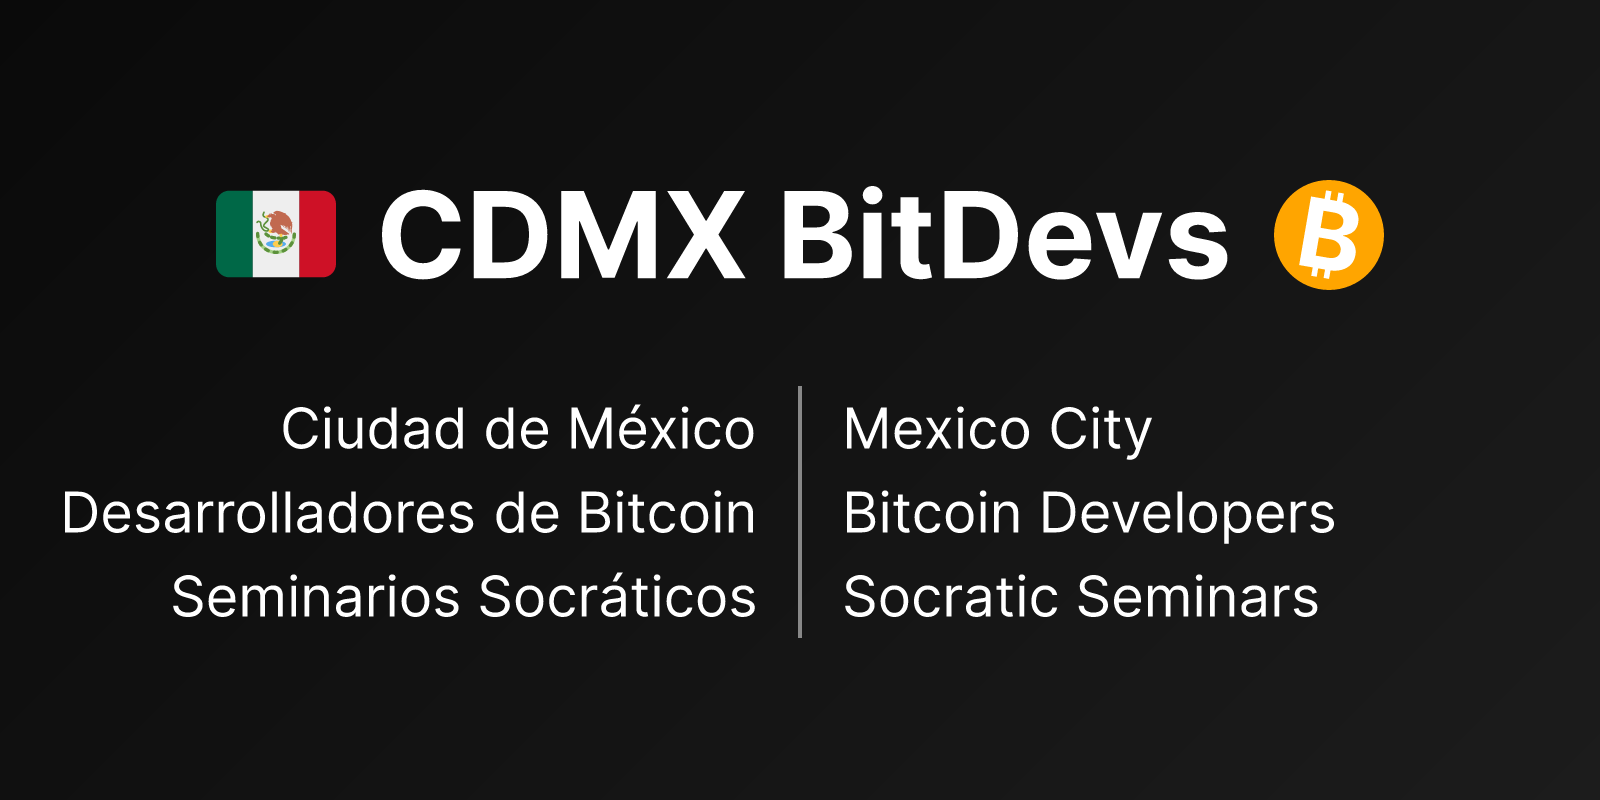 CDMX BitDevs
Ciudad de México
Desarrolladores de Bitcoin
Seminarios Socráticos
Mexico City
Bitcoin Developers
Socratic Seminars